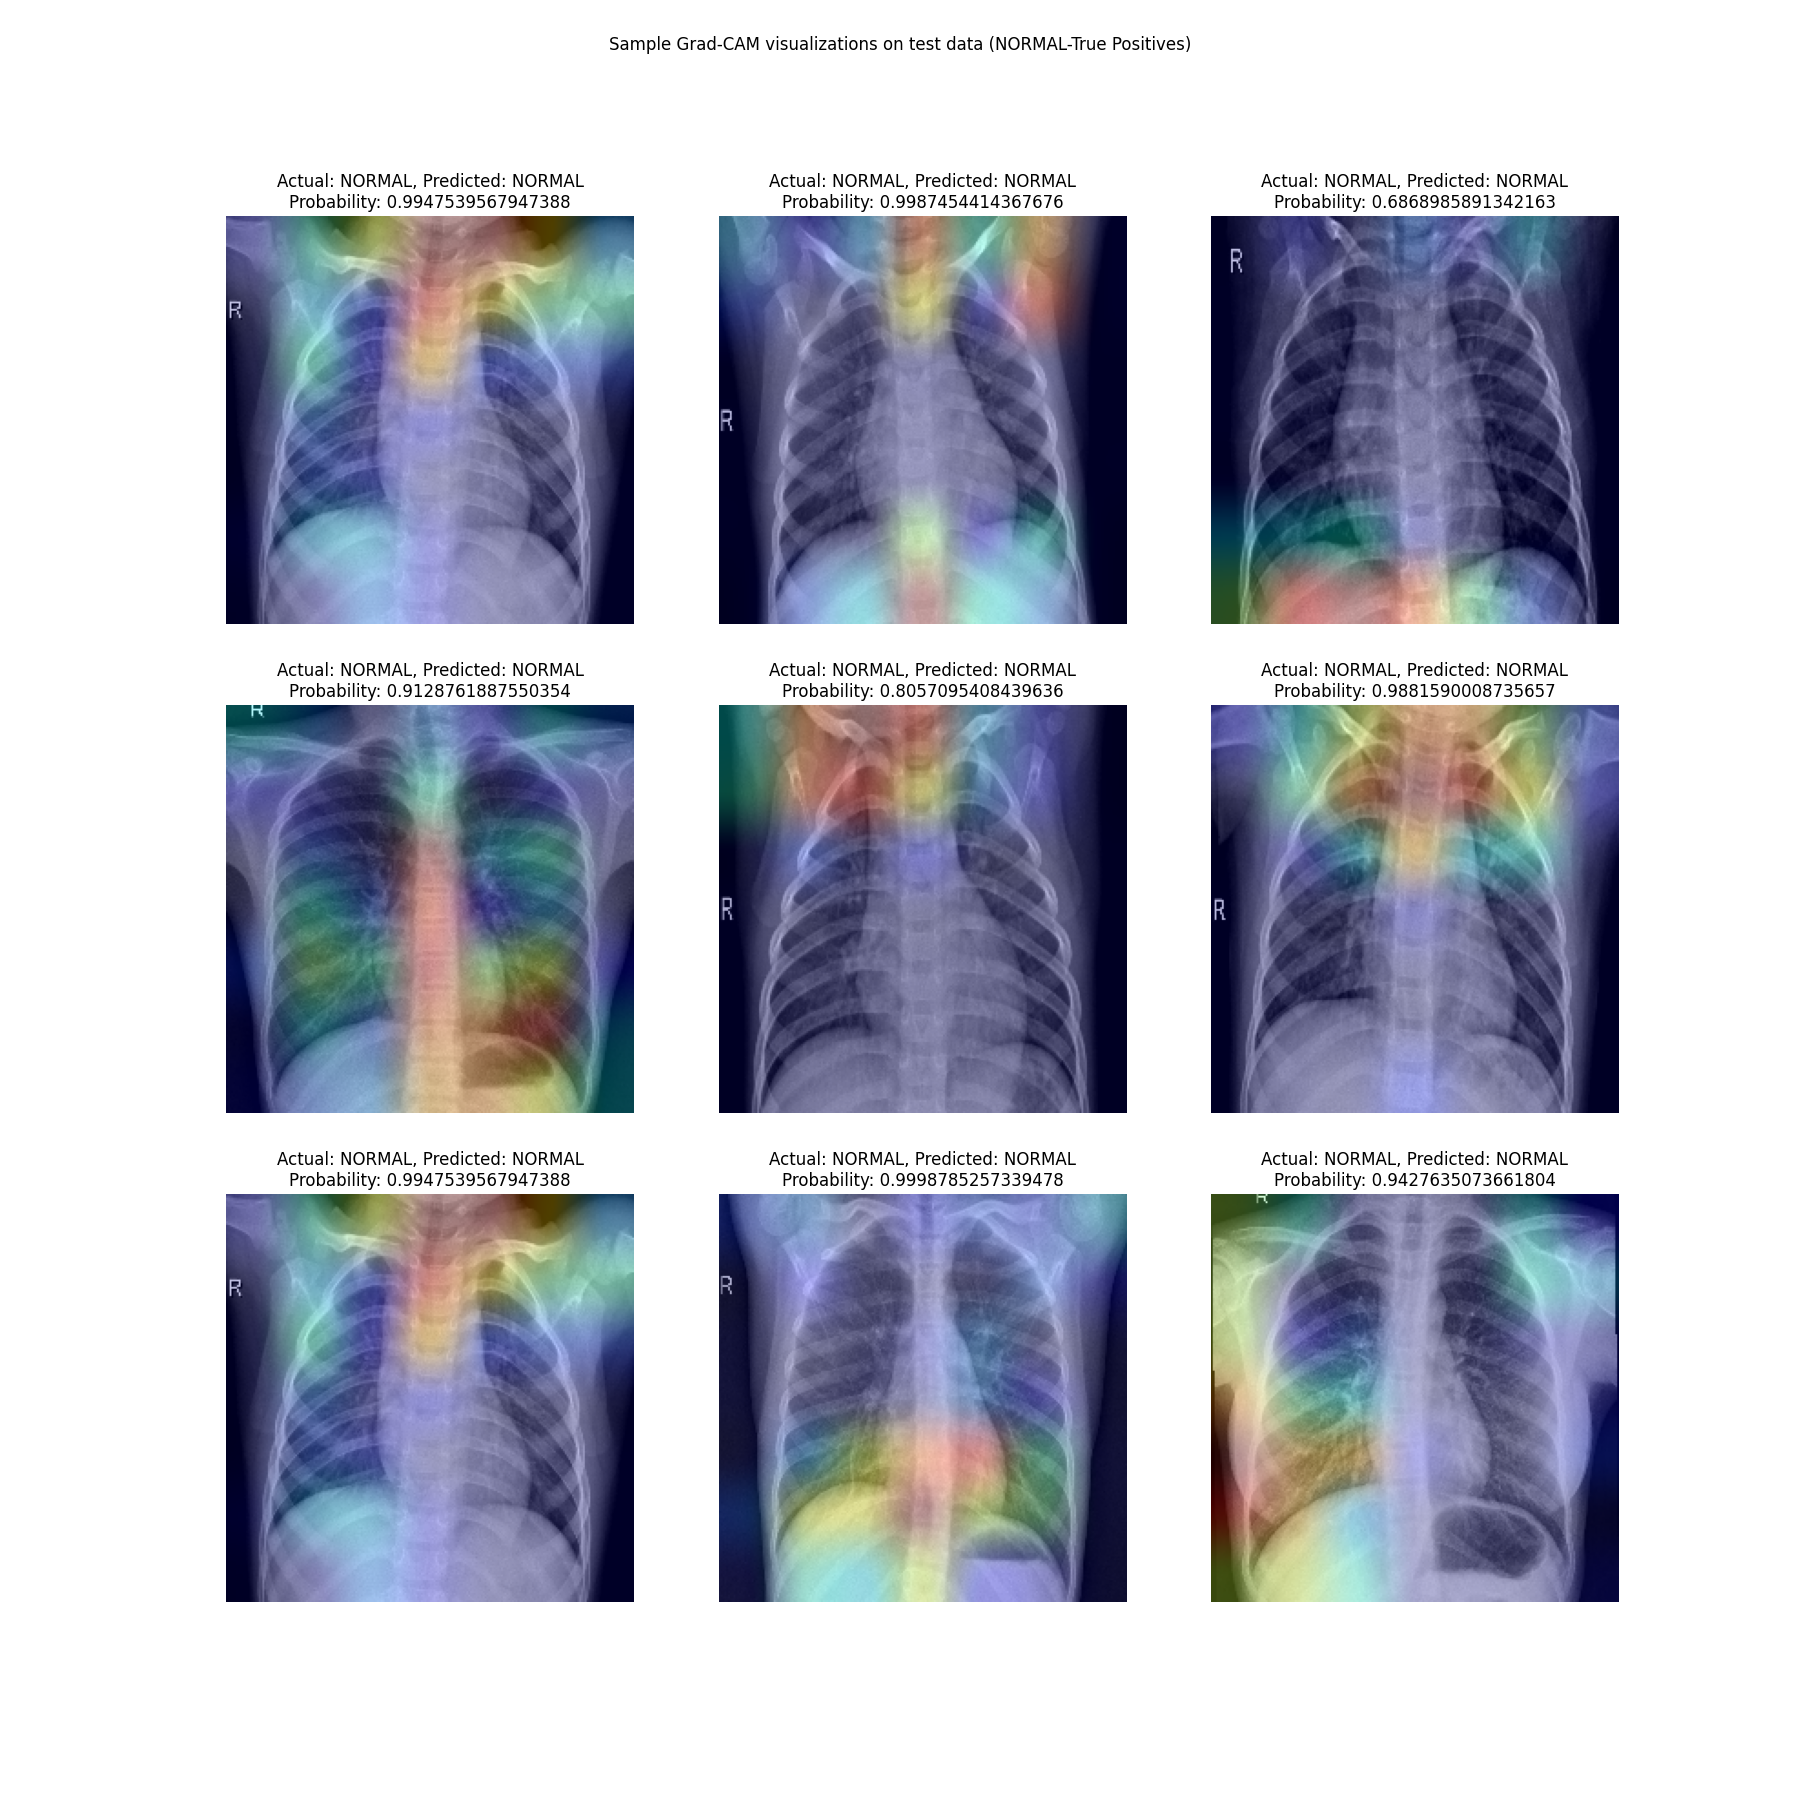 Sample Grad-CAM visualizations on test data (NORMAL-True Positives)
Actual: NORMAL, Predicted: NORMAL
Probability: 0.9947539567947388
R
Actual: NORMAL, Predicted: NORMAL
Probability: 0.9987454414367676
R
Actual: NORMAL, Predicted: NORMAL
Probability: 0.6868985891342163
R
Actual: NORMAL, Predicted: NORMAL
Probability: 0.9128761887550354
R
Actual: NORMAL, Predicted: NORMAL
Probability: 0.8057095408439636
R
Actual: NORMAL, Predicted: NORMAL
Probability: 0.9881590008735657
R
Actual: NORMAL, Predicted: NORMAL
Probability: 0.9947539567947388
R
Actual: NORMAL, Predicted: NORMAL
Probability: 0.9998785257339478
R
Actual: NORMAL, Predicted: NORMAL
Probability: 0.9427635073661804
R